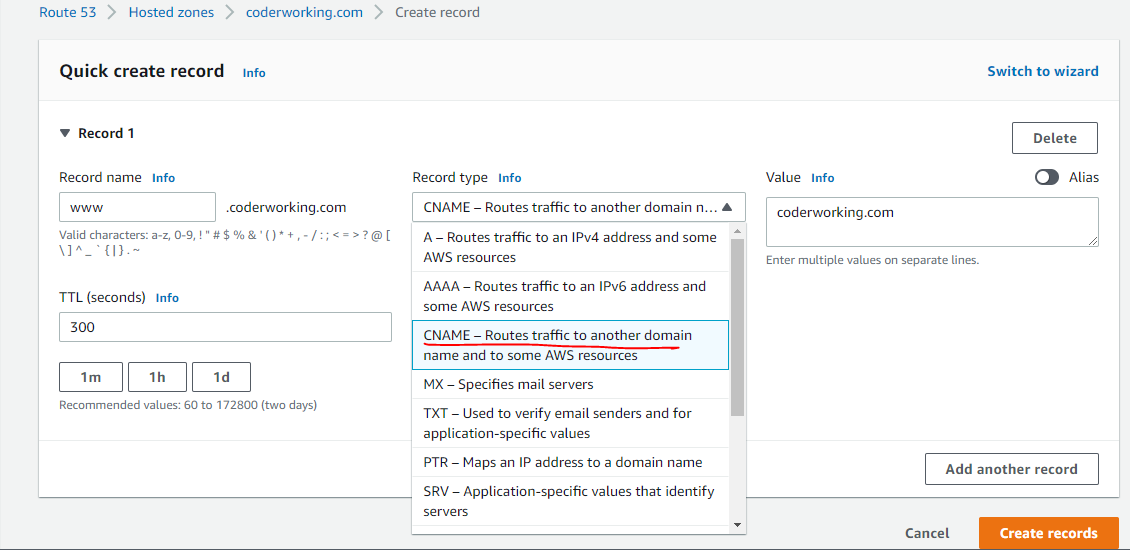 Route 53 > Hosted zones > coderworking.com > Create record
Quick create record Info
Switch to wizard
▼ Record 1
Delete
Record name Info
www
.coderworking.com
Valid characters: a-z, 0-9, ! " # $ % & ' ( ) * + , - / : ; < = > ? @ [
\ ] ^ _ ` { | } . ~
TTL (seconds) Info
300
1m 1h 1d
Recommended values: 60 to 172800 (two days)
Record type Info
CNAME – Routes traffic to another domain n... ▲
A – Routes traffic to an IPv4 address and some
AWS resources
AAAA – Routes traffic to an IPv6 address and
some AWS resources
CNAME – Routes traffic to another domain
name and to some AWS resources
MX – Specifies mail servers
TXT – Used to verify email senders and for
application-specific values
PTR – Maps an IP address to a domain name
SRV – Application-specific values that identify
servers
Value Info
Alias
coderworking.com
Enter multiple values on separate lines.
Add another record
Cancel
Create records